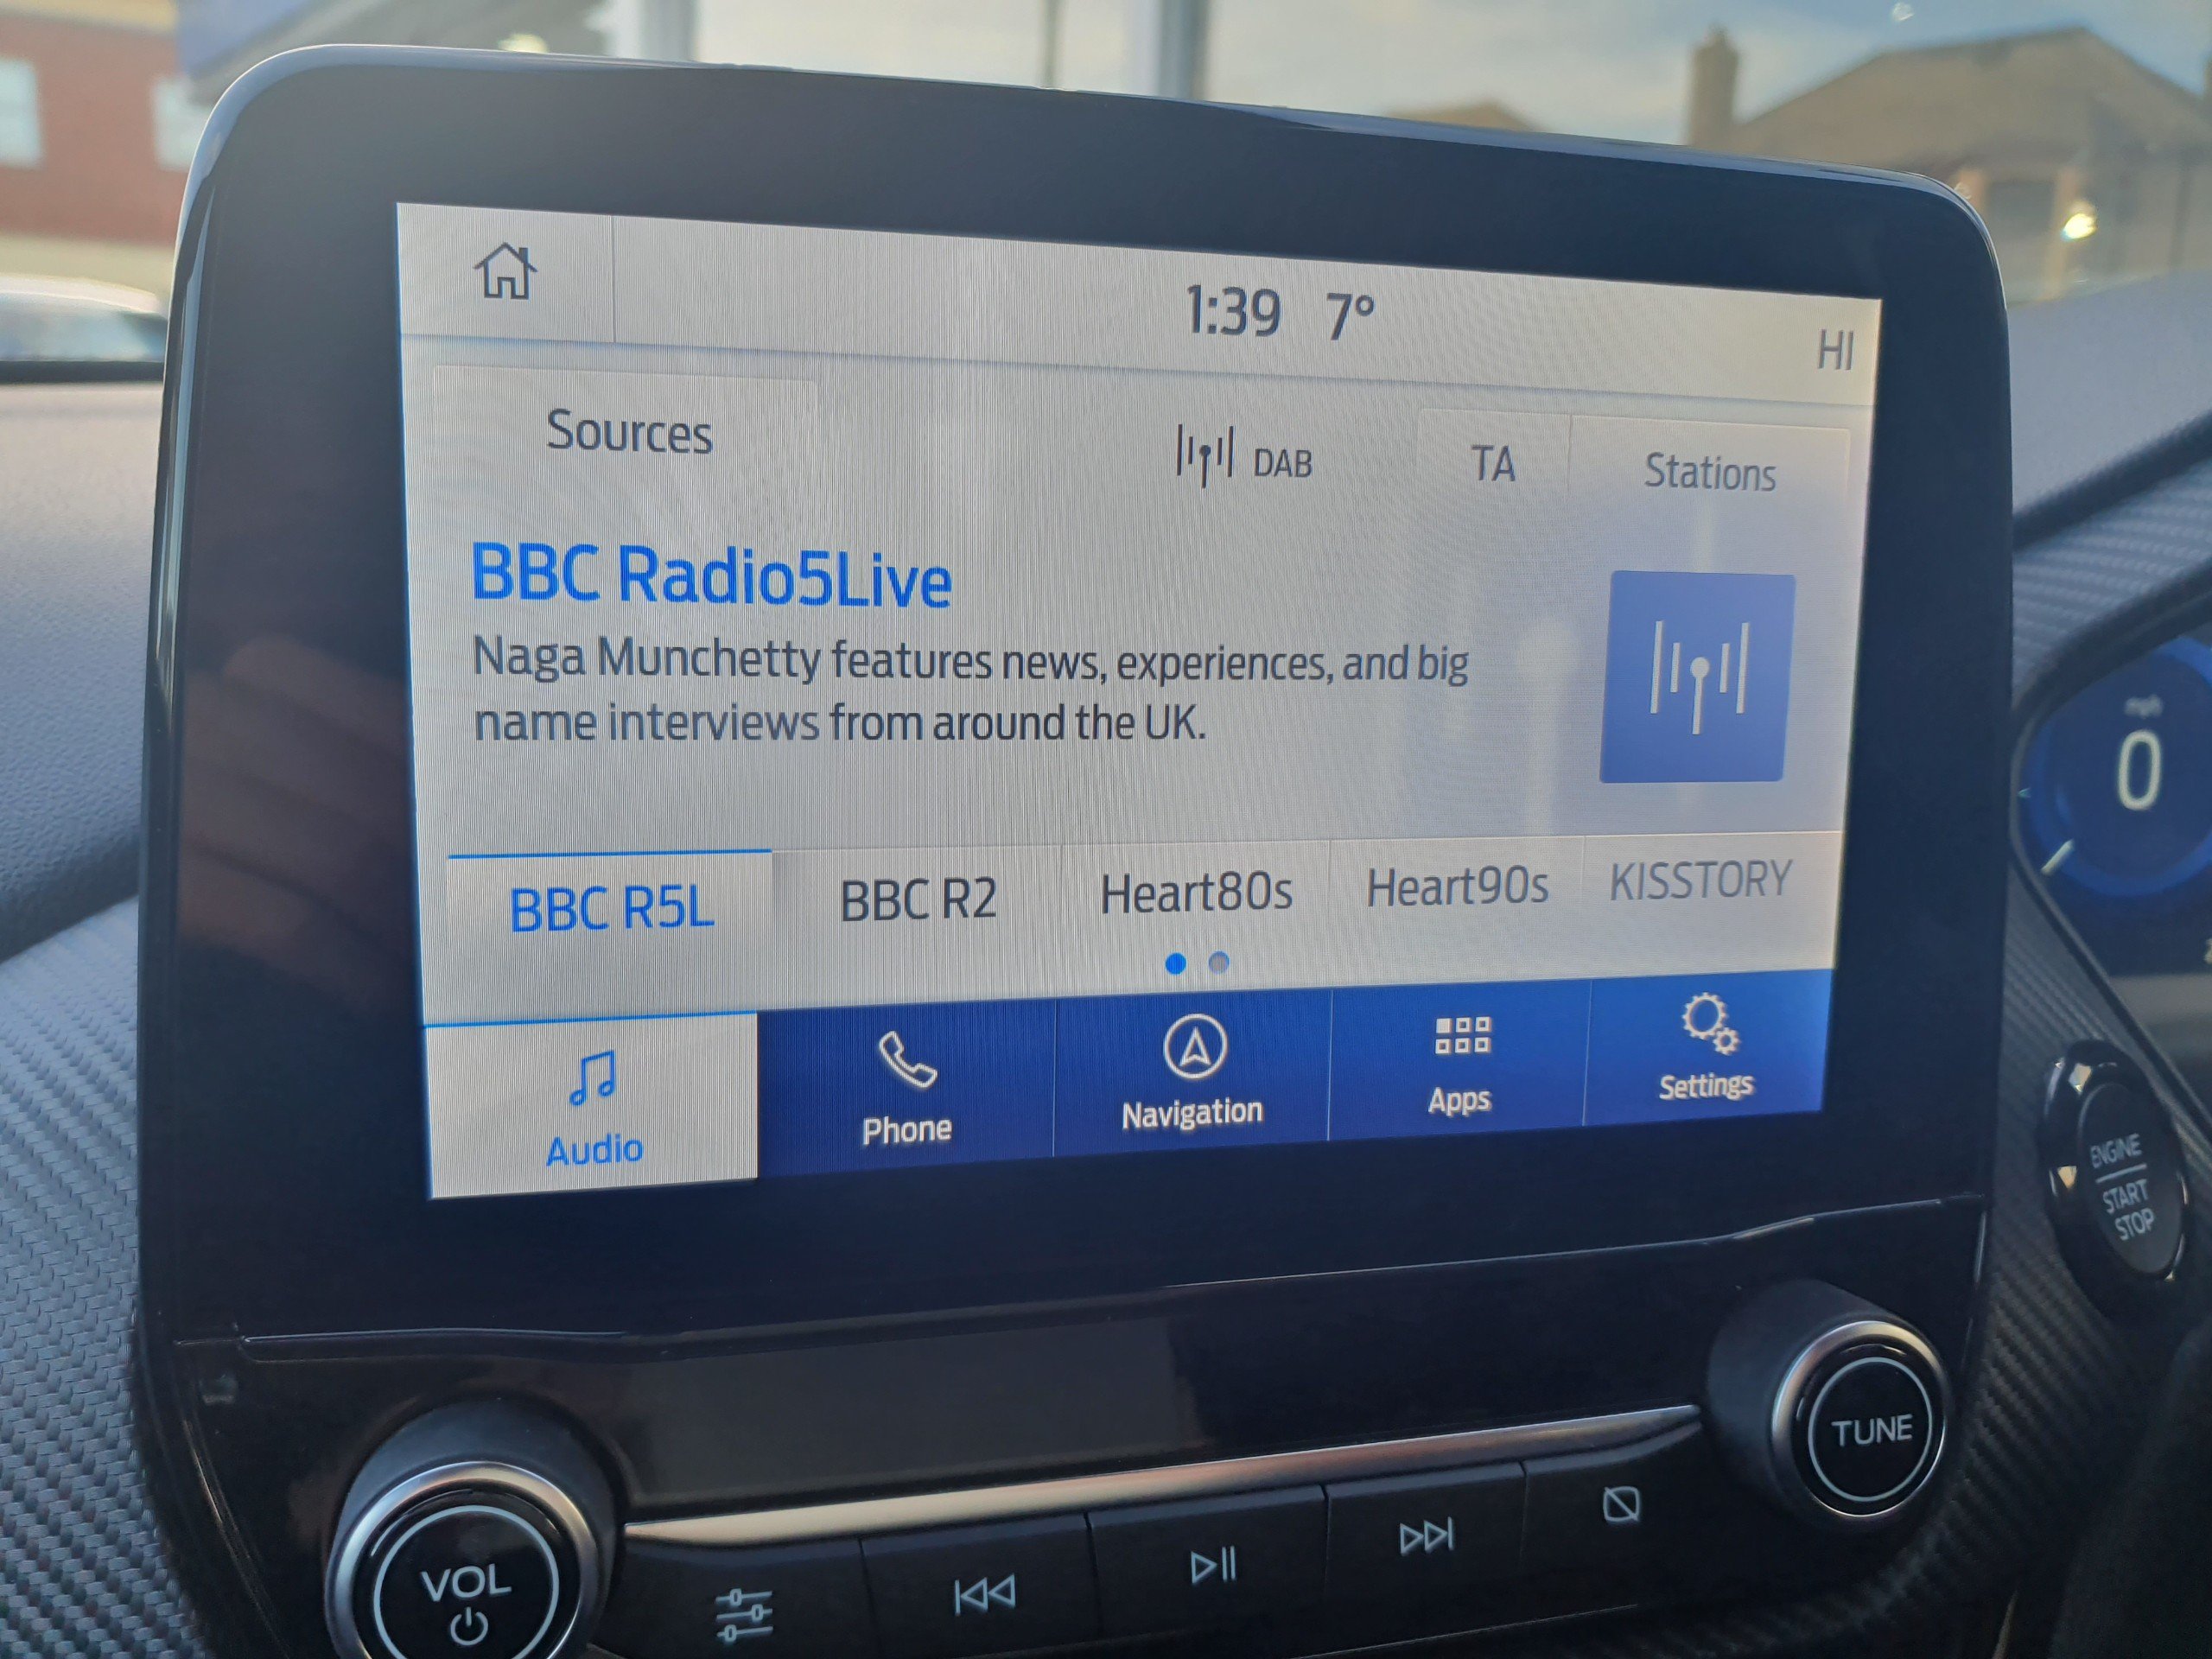 1:39 7°
HI
Sources
DAB
TA
Stations
BBC Radio5Live
Naga Munchetty features news, experiences, and big
name interviews from around the UK.
BBC R5L
BBC R2
Heart80s
Heart90s
KISSTORY
Audio
Phone
Navigation
Apps
Settings
mph
0
ENGINE
START
STOP
VOL
TUNE